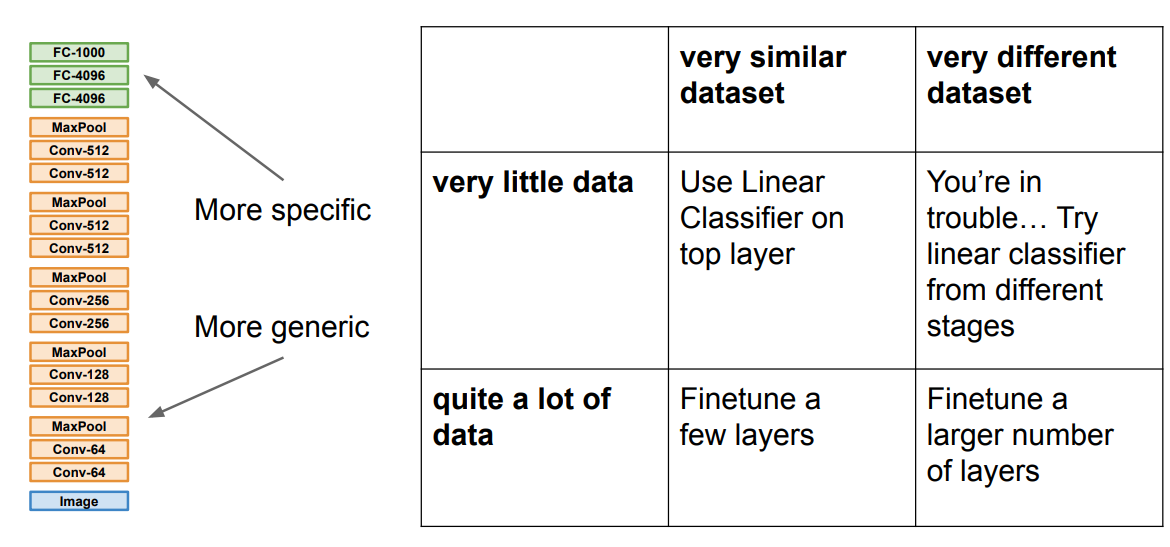 FC-1000
FC-4096
FC-4096
MaxPool
Conv-512
Conv-512
MaxPool
Conv-512
Conv-512
MaxPool
Conv-256
Conv-256
MaxPool
Conv-128
Conv-128
MaxPool
Conv-64
Conv-64
Image
More specific
More generic
very similar
dataset
very different
dataset
very little data
Use Linear
Classifier on
top layer
You’re in
trouble… Try
linear classifier
from different
stages
quite a lot of
data
Finetune a
few layers
Finetune a
larger number
of layers